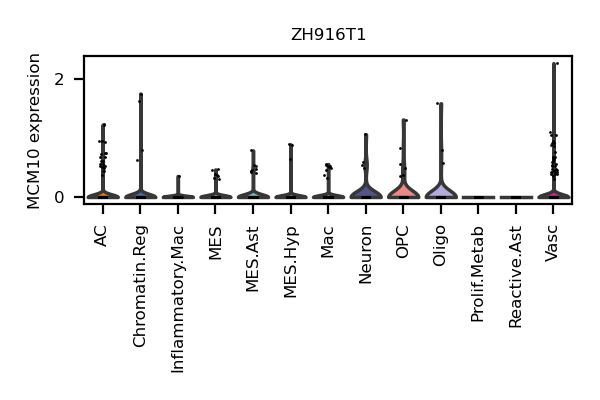 ZH916T1
MCM10 expression
2
0
AC
Chromatin.Reg
Inflammatory.Mac
MES
MES.Ast
MES.Hyp
Mac
Neuron
OPC
Oligo
Prolif.Metab
Reactive.Ast
Vasc